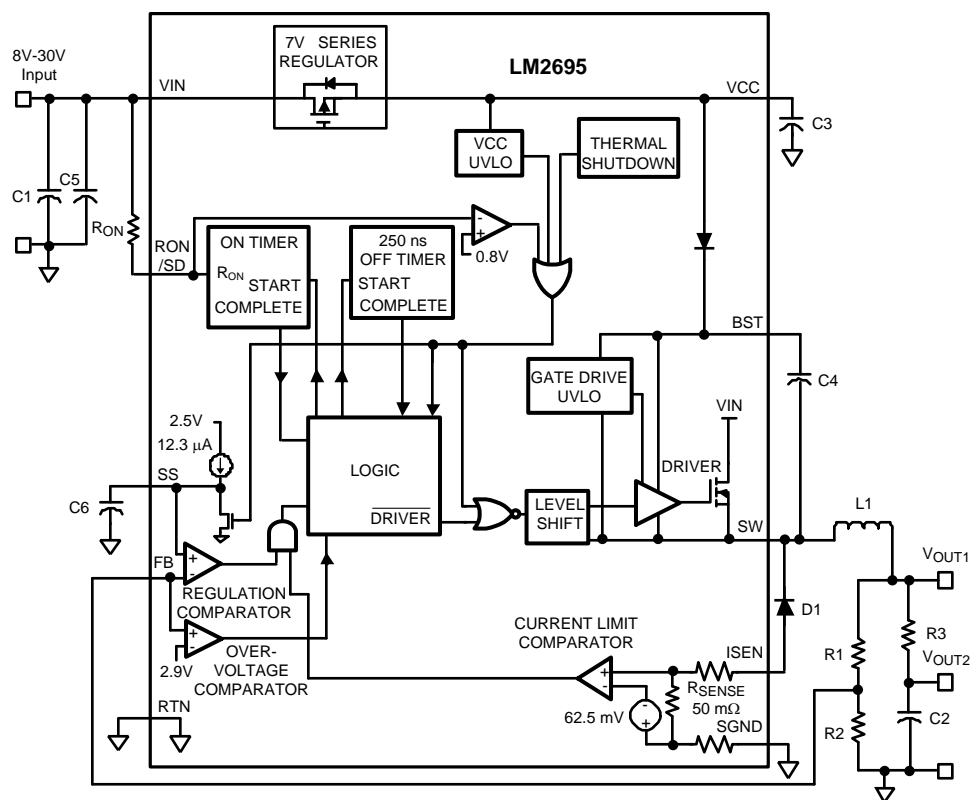 8V-30V
Input
7V SERIES
REGULATOR
LM2695
VIN
VCC
C3
C5
C1
VCC
UVLO
THERMAL
SHUTDOWN
RON
RON
/SD
ON TIMER
RON
START
COMPLETE
250 ns
OFF TIMER
START
COMPLETE
-
+
0.8V
BST
C4
GATE DRIVE
UVLO
VIN
2.5V
12.3 µA
SS
C6
LOGIC
DRIVER
LEVEL
SHIFT
DRIVER
SW
L1
FB
+
-
REGULATION
COMPARATOR
+
-
2.9V
OVER-
VOLTAGE
COMPARATOR
CURRENT LIMIT
COMPARATOR
+
-
62.5 mV
-
+
RSENSE
50 mΩ
ISEN
SGND
D1
RTN
VOUT1
R1
R3
VOUT2
R2
C2